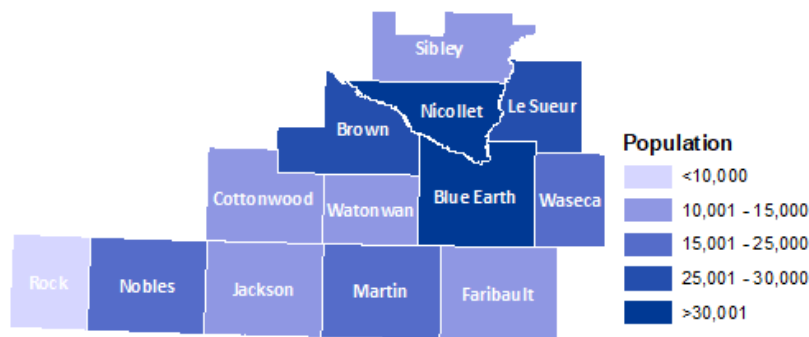 Sibley
Nicollet
Le Sueur
Brown
Cottonwood
Watonwan
Blue Earth
Waseca
Rock
Nobles
Jackson
Martin
Faribault
Population
<10,000
10,001 - 15,000
15,001 - 25,000
25,001 - 30,000
>30,001